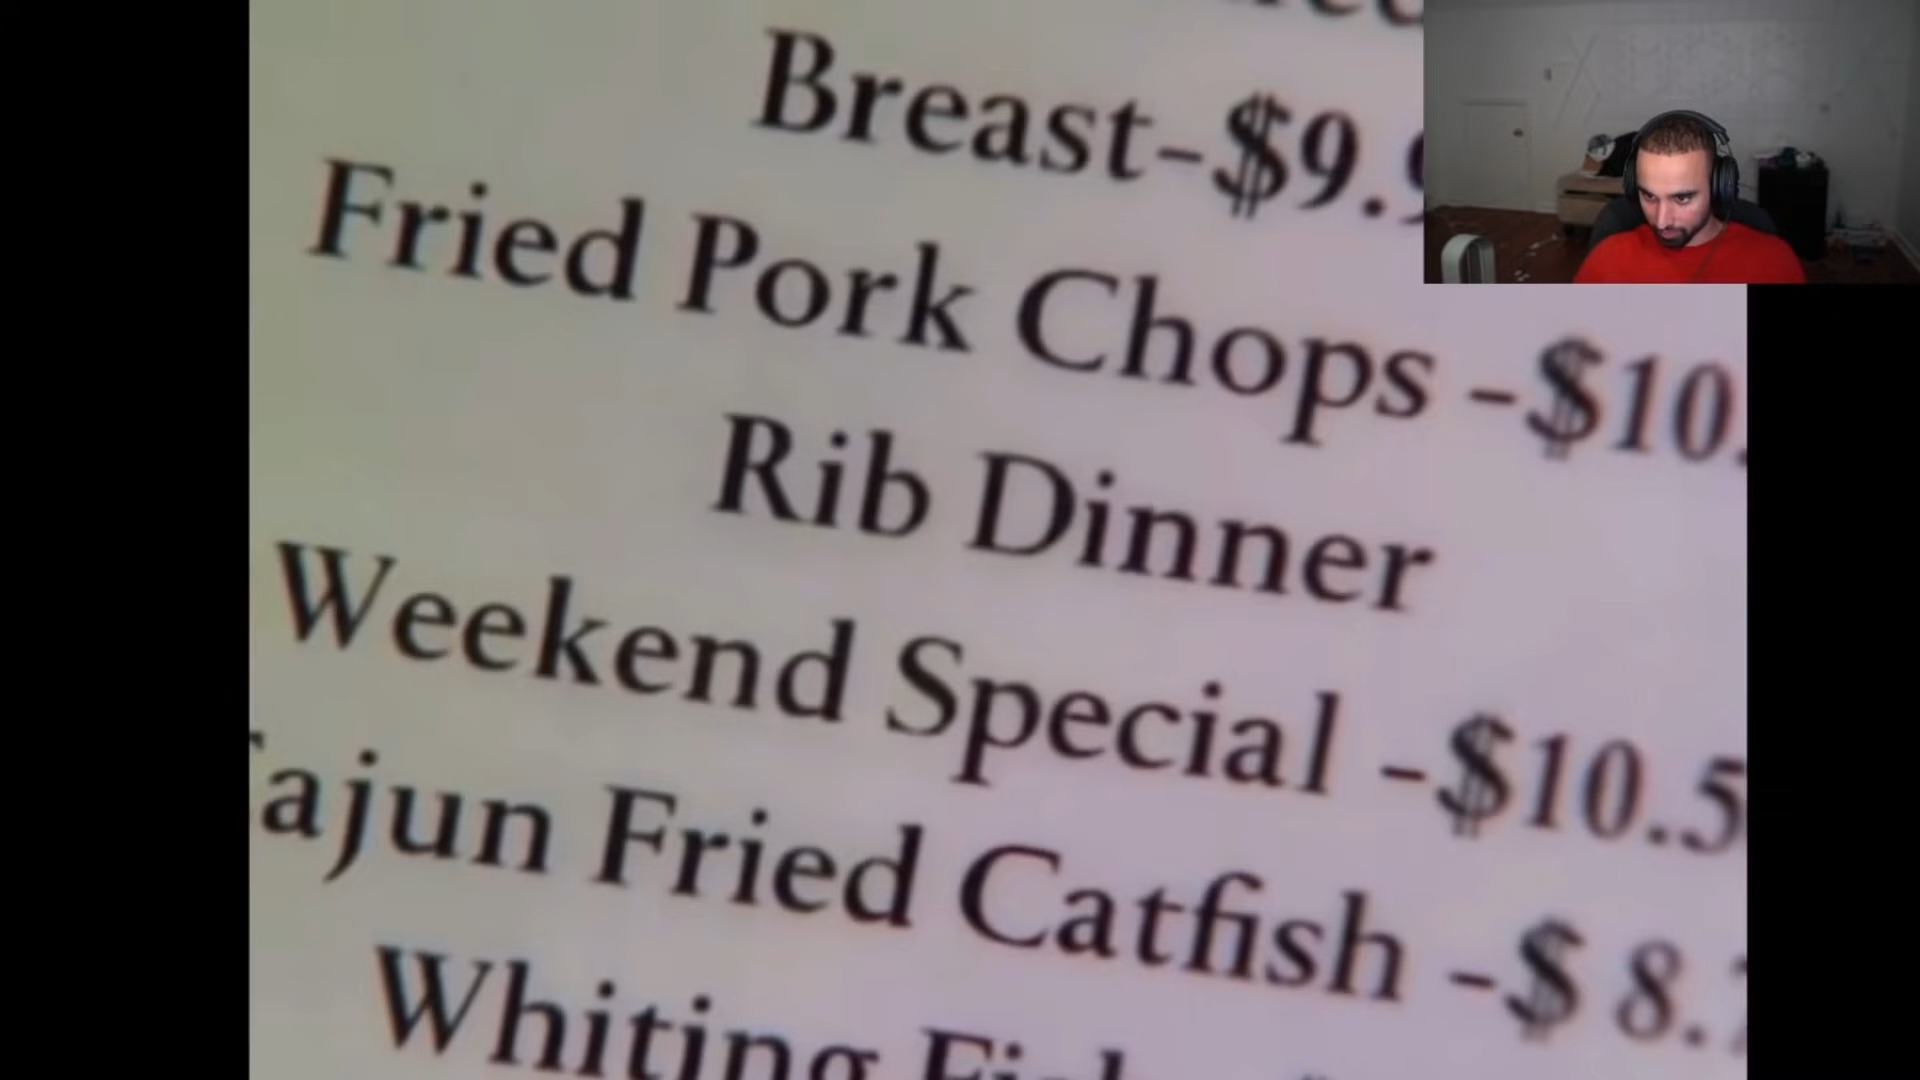 Breast-$9.
Fried Pork Chops -$10.
Rib Dinner
Weekend Special -$10.5
ajun Fried Catfish -$ 8.
Whiting